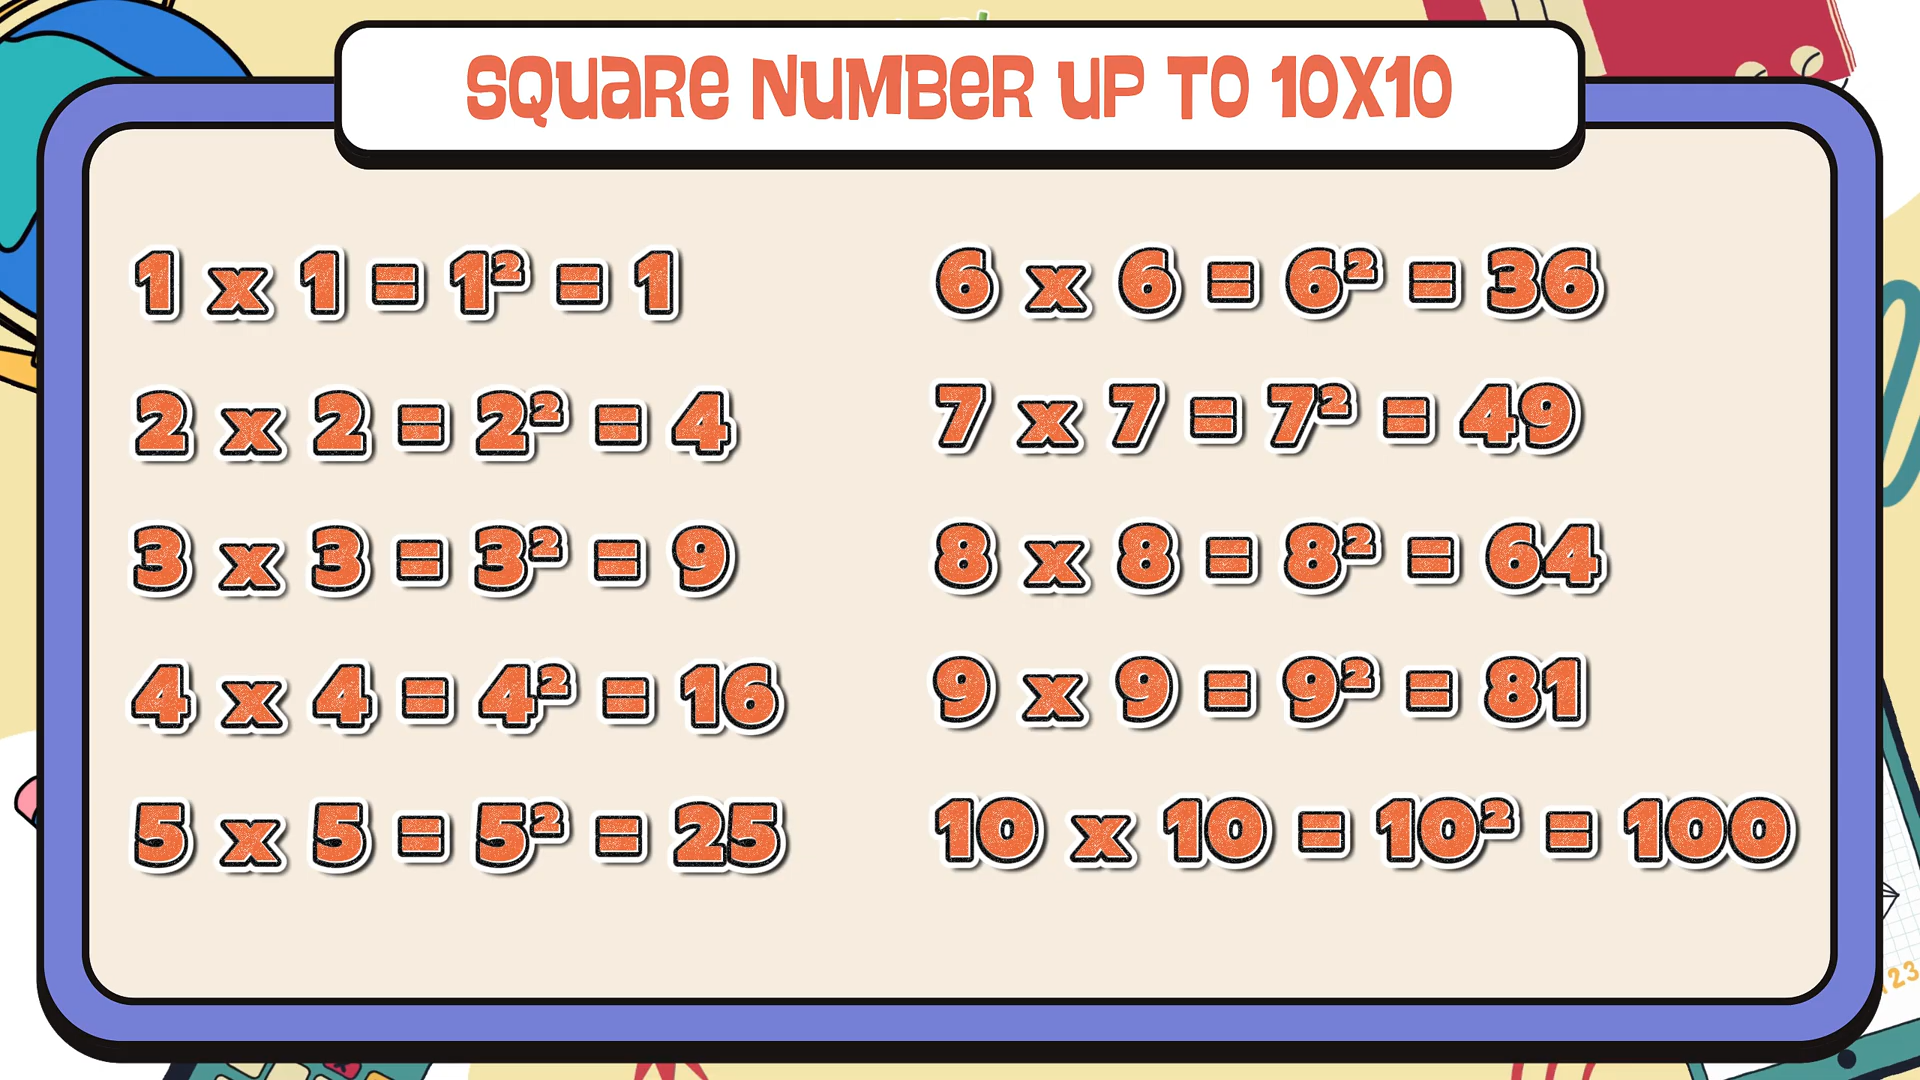 SQUARE NUMBER UP TO 10X10
1 x 1 = 1² = 1
2 x 2 = 2² = 4
3 x 3 = 3² = 9
4 x 4 = 4² = 16
5 x 5 = 5² = 25
6 x 6 = 6² = 36
7 x 7 = 7² = 49
8 x 8 = 8² = 64
9 x 9 = 9² = 81
10 x 10 = 10² = 100
123